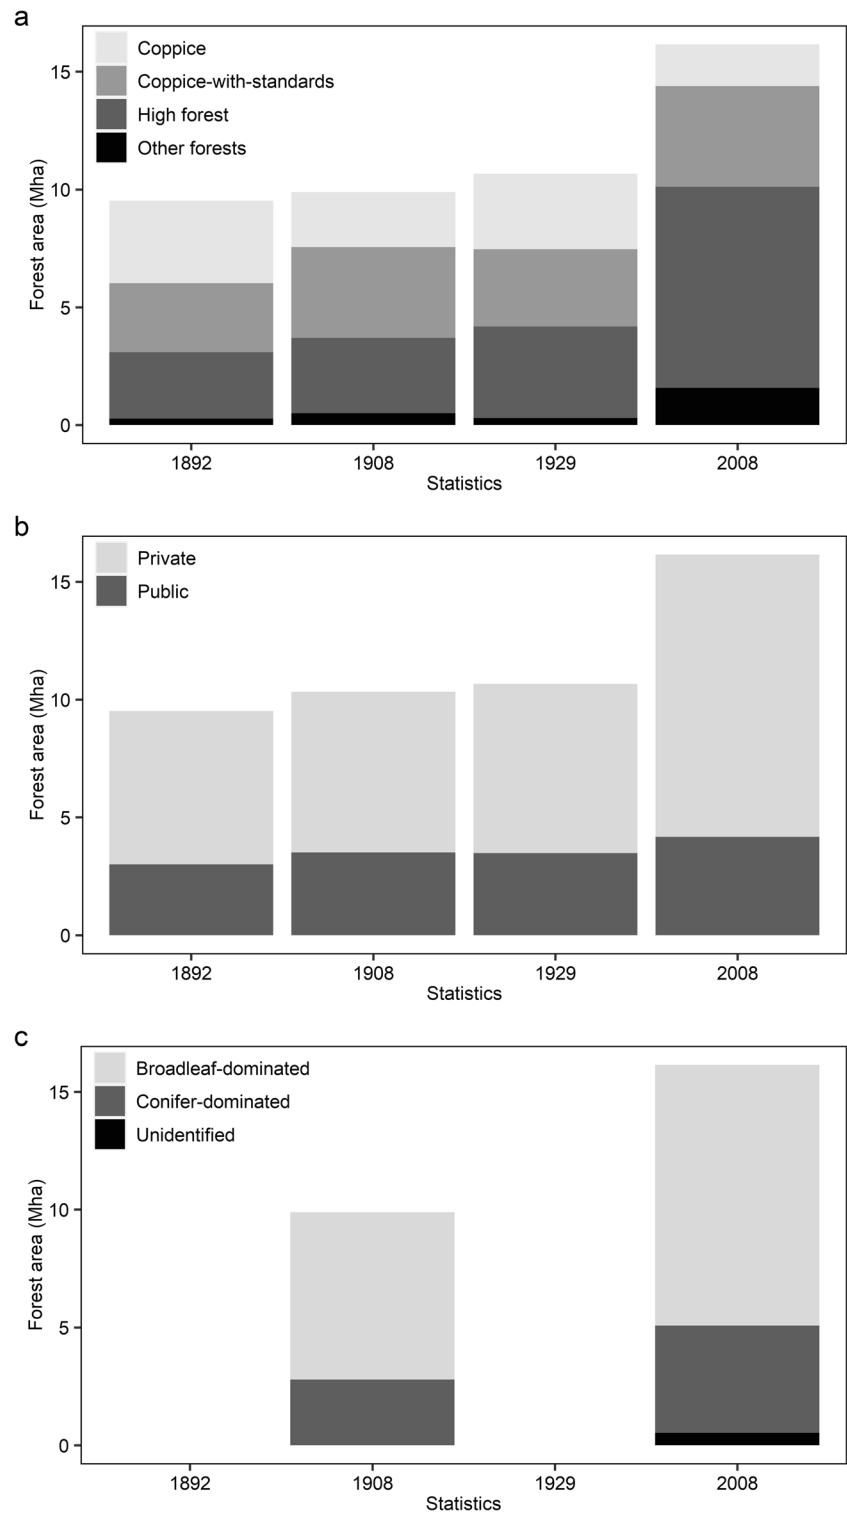 a
Coppice
Coppice-with-standards
High forest
Other forests
Forest area (Mha)
15
10
5
0
1892 1908 1929 2008
Statistics
b
Private
Public
Forest area (Mha)
15
10
5
0
1892 1908 1929 2008
Statistics
c
Broadleaf-dominated
Conifer-dominated
Unidentified
Forest area (Mha)
15
10
5
0
1892 1908 1929 2008
Statistics